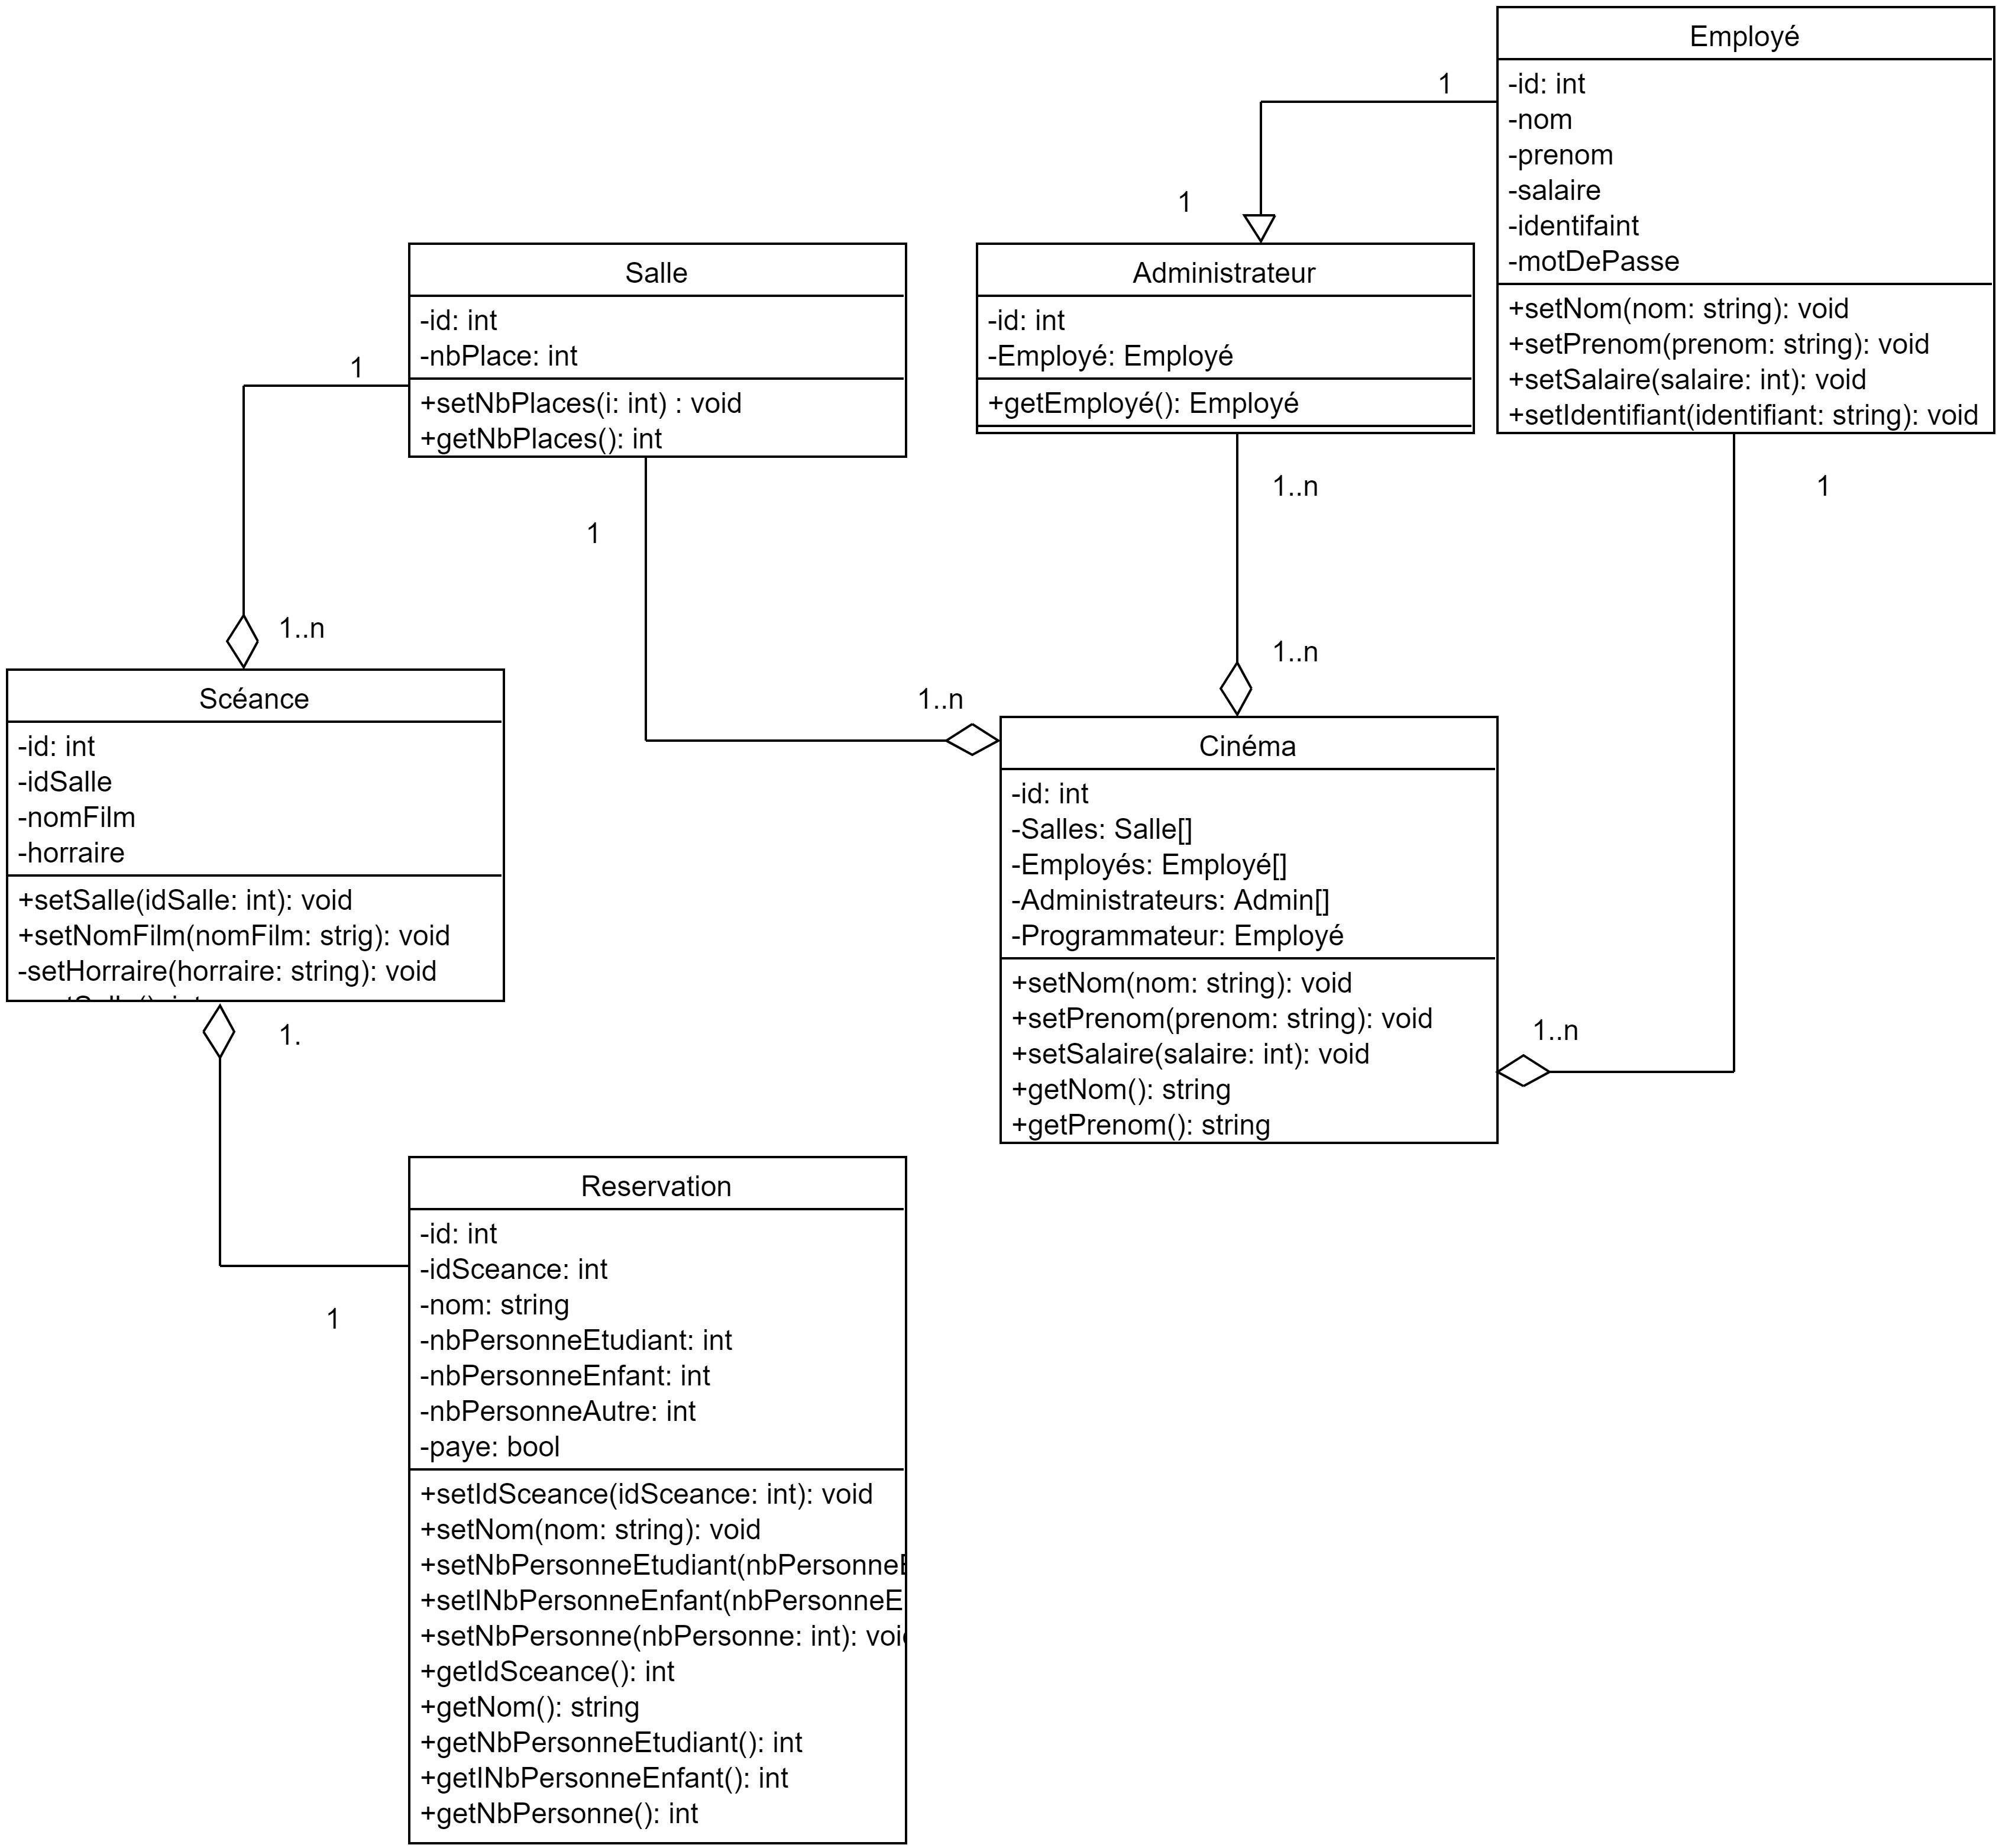 Employé
-id: int
-nom
-prenom
-salaire
-identifaint
-motDePasse
+setNom(nom: string): void
+setPrenom(prenom: string): void
+setSalaire(salaire: int): void
+setIdentifiant(identifiant: string): void
1
1
Salle
-id: int
-nbPlace: int
+setNbPlaces(i: int) : void
+getNbPlaces(): int
Administrateur
-id: int
-Employé: Employé
+getEmployé(): Employé
1
1
1..n
1
1..n
1..n
1..n
Scéance
-id: int
-idSalle
-nomFilm
-horraire
+setSalle(idSalle: int): void
+setNomFilm(nomFilm: strig): void
-setHorraire(horraire: string): void
Cinéma
-id: int
-Salles: Salle[]
-Employés: Employé[]
-Administrateurs: Admin[]
-Programmateur: Employé
+setNom(nom: string): void
+setPrenom(prenom: string): void
+setSalaire(salaire: int): void
+getNom(): string
+getPrenom(): string
1..n
1.
1
Reservation
-id: int
-idSceance: int
-nom: string
-nbPersonneEtudiant: int
-nbPersonneEnfant: int
-nbPersonneAutre: int
-paye: bool
+setIdSceance(idSceance: int): void
+setNom(nom: string): void
+setNbPersonneEtudiant(nbPersonneE
+setINbPersonneEnfant(nbPersonneE
+setNbPersonne(nbPersonne: int): void
+getIdSceance(): int
+getNom(): string
+getNbPersonneEtudiant(): int
+getINbPersonneEnfant(): int
+getNbPersonne(): int